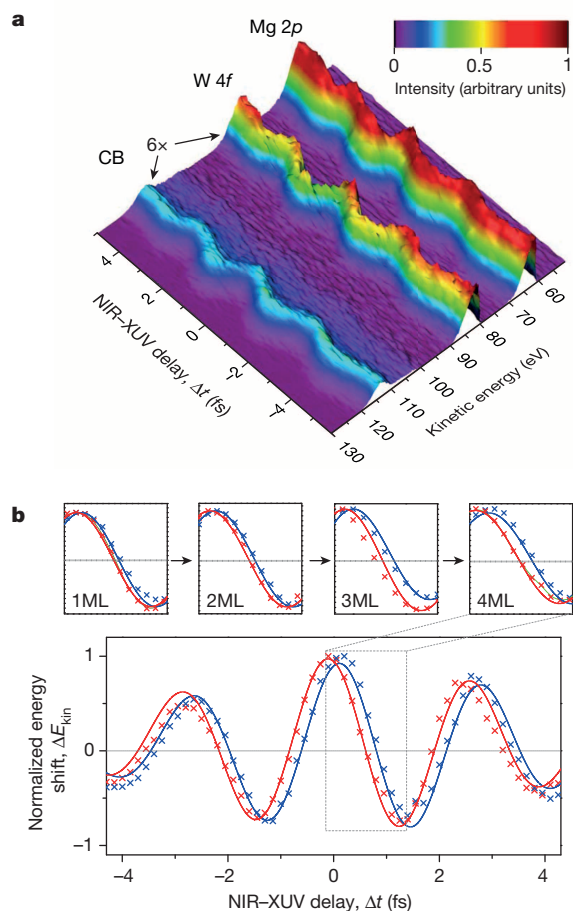 a
Mg 2p
W 4f
6×
CB
0 0.5 1
Intensity (arbitrary units)
4 2 0 –2 –4
NIR–XUV delay, Δt (fs)
130 120 110 100 90 80 70 60
Kinetic energy (eV)
b
1ML 2ML 3ML 4ML
1
0
–1
Normalized energy
shift, ΔEkin
–4 –2 0 2 4
NIR–XUV delay, Δt (fs)